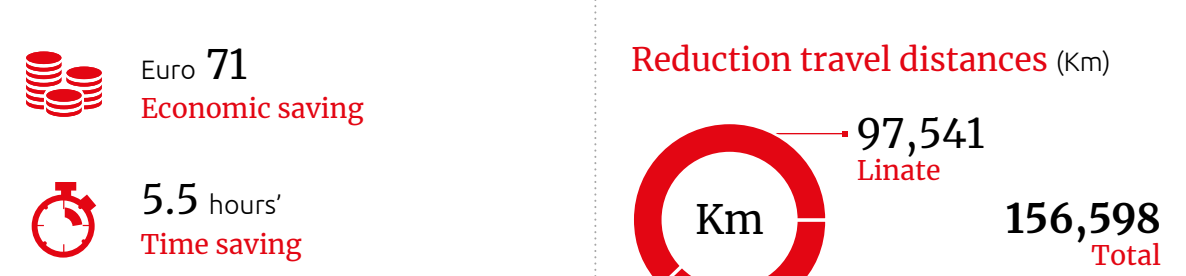 Euro 71
Economic saving
5.5 hours’
Time saving
Reduction travel distances (Km)
97,541
Linate
Km
156,598
Total